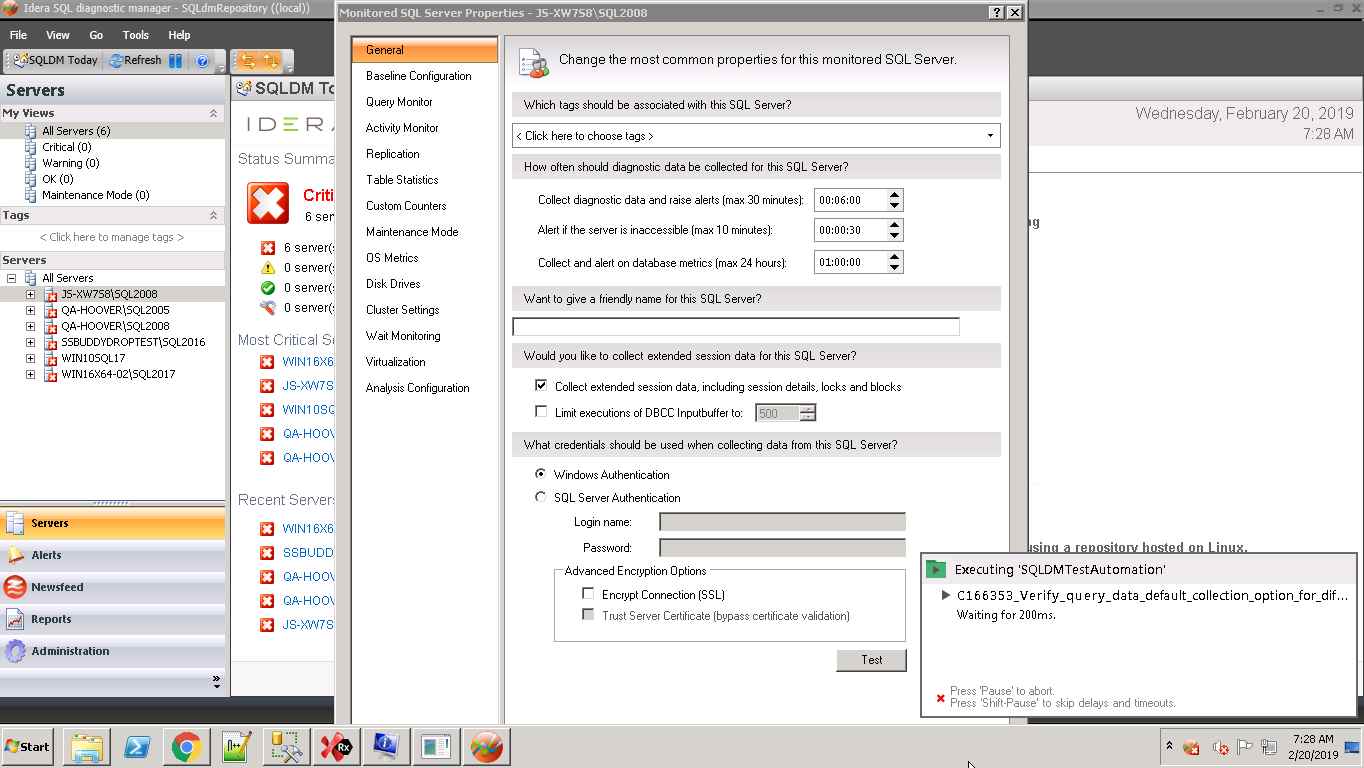 Idera SQL diagnostic manager - SQLdmRepository ((local))
File View Go Tools Help
SQLDM Today Refresh
Servers
My Views
All Servers (6)
Critical (0)
Warning (0)
OK (0)
Maintenance Mode (0)
Tags
< Click here to manage tags >
Servers
All Servers
JS-XW7S8\SQL2008
QA-HOOVER\SQL2005
QA-HOOVER\SQL2008
SSBUDDYDROPTEST\SQL2016
WIN10SQL17
WIN16X64-02\SQL2017
Servers
Alerts
Newsfeed
Reports
Administration
SQLDM To
IDERA
Status Summa
Criti
6 ser
6 server(
0 server(
0 server(
0 server(
Most Critical S
WIN16X6
JS-XW7S
WIN10SQ
QA-HOOV
QA-HOOV
Recent Servers
WIN16X6
SSBUDD
QA-HOOV
QA-HOOV
JS-XW7S
Monitored SQL Server Properties - JS-XW7S8\SQL2008
General
Baseline Configuration
Query Monitor
Activity Monitor
Replication
Table Statistics
Custom Counters
Maintenance Mode
OS Metrics
Disk Drives
Cluster Settings
Wait Monitoring
Virtualization
Analysis Configuration
Change the most common properties for this monitored SQL Server.
Which tags should be associated with this SQL Server?
< Click here to choose tags >
How often should diagnostic data be collected for this SQL Server?
Collect diagnostic data and raise alerts (max 30 minutes): 00:06:00
Alert if the server is inaccessible (max 10 minutes): 00:00:30
Collect and alert on database metrics (max 24 hours): 01:00:00
Want to give a friendly name for this SQL Server?
Would you like to collect extended session data for this SQL Server?
Collect extended session data, including session details, locks and blocks
Limit executions of DBCC Inputbuffer to: 500
What credentials should be used when collecting data from this SQL Server?
Windows Authentication
SQL Server Authentication
Login name:
Password:
Advanced Encryption Options
Encrypt Connection (SSL)
Trust Server Certificate (bypass certificate validation)
Test
Wednesday, February 20, 2019
7:28 AM
ng
using a repository hosted on Linux.
Executing 'SQLDMTestAutomation'
C166353_Verify_query_data_default_collection_option_for_dif...
Waiting for 200ms.
Press 'Pause' to abort.
Press 'Shift-Pause' to skip delays and timeouts.
Start
7:28 AM
2/20/2019